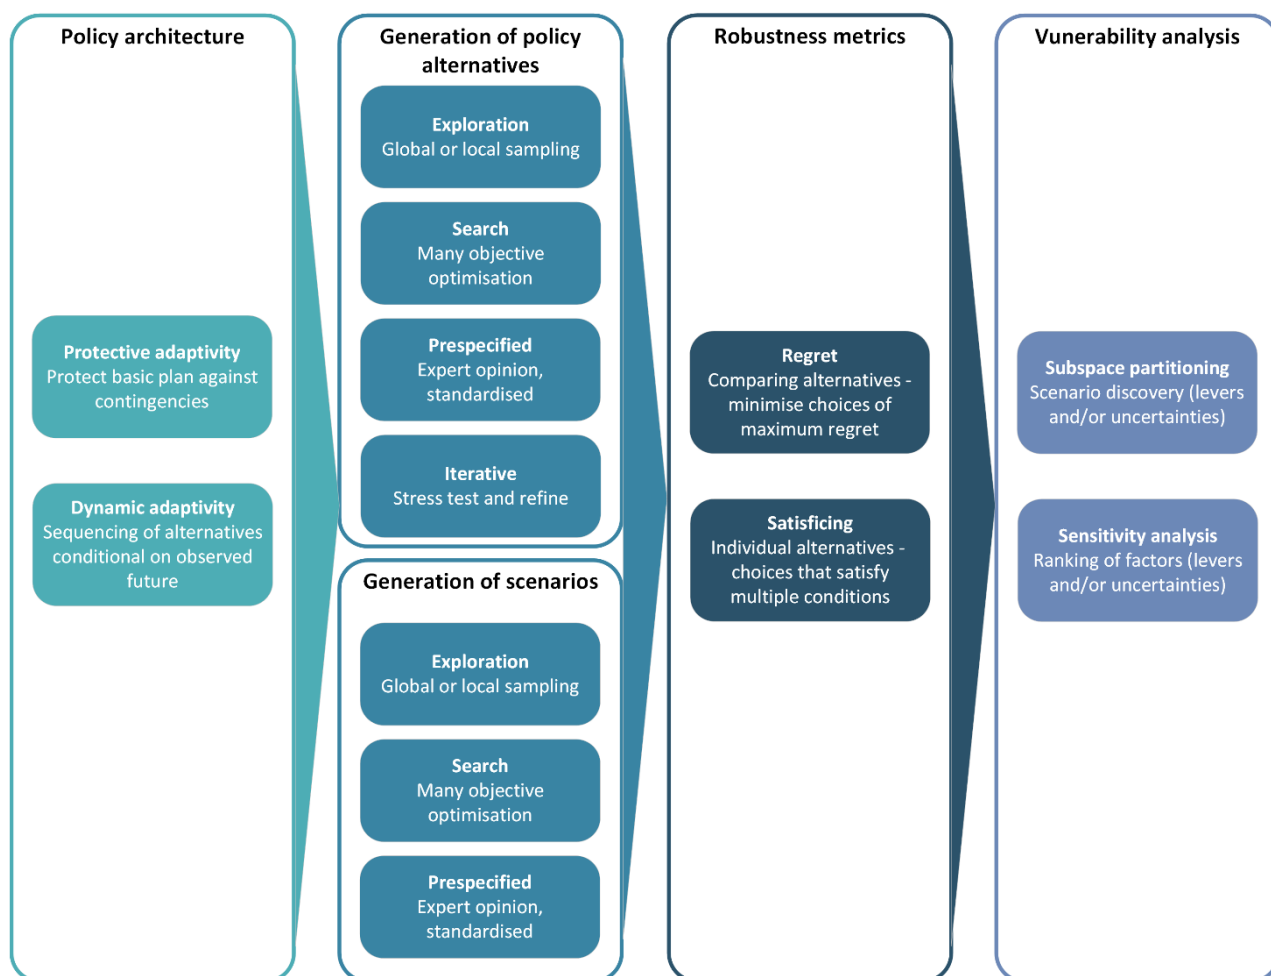 Policy architecture
Protective adaptivity
Protect basic plan against
contingencies
Dynamic adaptivity
Sequencing of alternatives
conditional on observed
future
Generation of policy
alternatives
Exploration
Global or local sampling
Search
Many objective
optimisation
Prespecified
Expert opinion,
standardised
Iterative
Stress test and refine
Generation of scenarios
Exploration
Global or local sampling
Search
Many objective
optimisation
Prespecified
Expert opinion,
standardised
Robustness metrics
Regret
Comparing alternatives -
minimise choices of
maximum regret
Satisficing
Individual alternatives -
choices that satisfy
multiple conditions
Vunerability analysis
Subspace partitioning
Scenario discovery (levers
and/or uncertainties)
Sensitivity analysis
Ranking of factors (levers
and/or uncertainties)